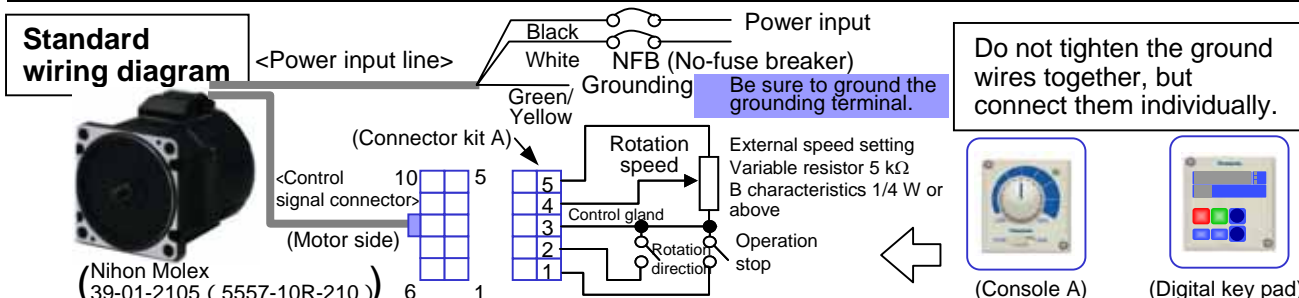 Standard
wiring diagram
<Power input line>
Black
White
Green/
Yellow
Power input
NFB (No-fuse breaker)
Grounding
Be sure to ground the
grounding terminal.
Do not tighten the ground
wires together, but
connect them individually.
(Connector kit A)
<Control
signal connector>
10
5
6
1
(Motor side)
(Nihon Molex
39-01-2105 ( 5557-10R-210 ))
5
4
3
2
1
Rotation
speed
Control gland
Rotation
direction
Operation
stop
External speed setting
Variable resistor 5 kΩ
B characteristics 1/4 W or
above
(Console A)
(Digital key pad)